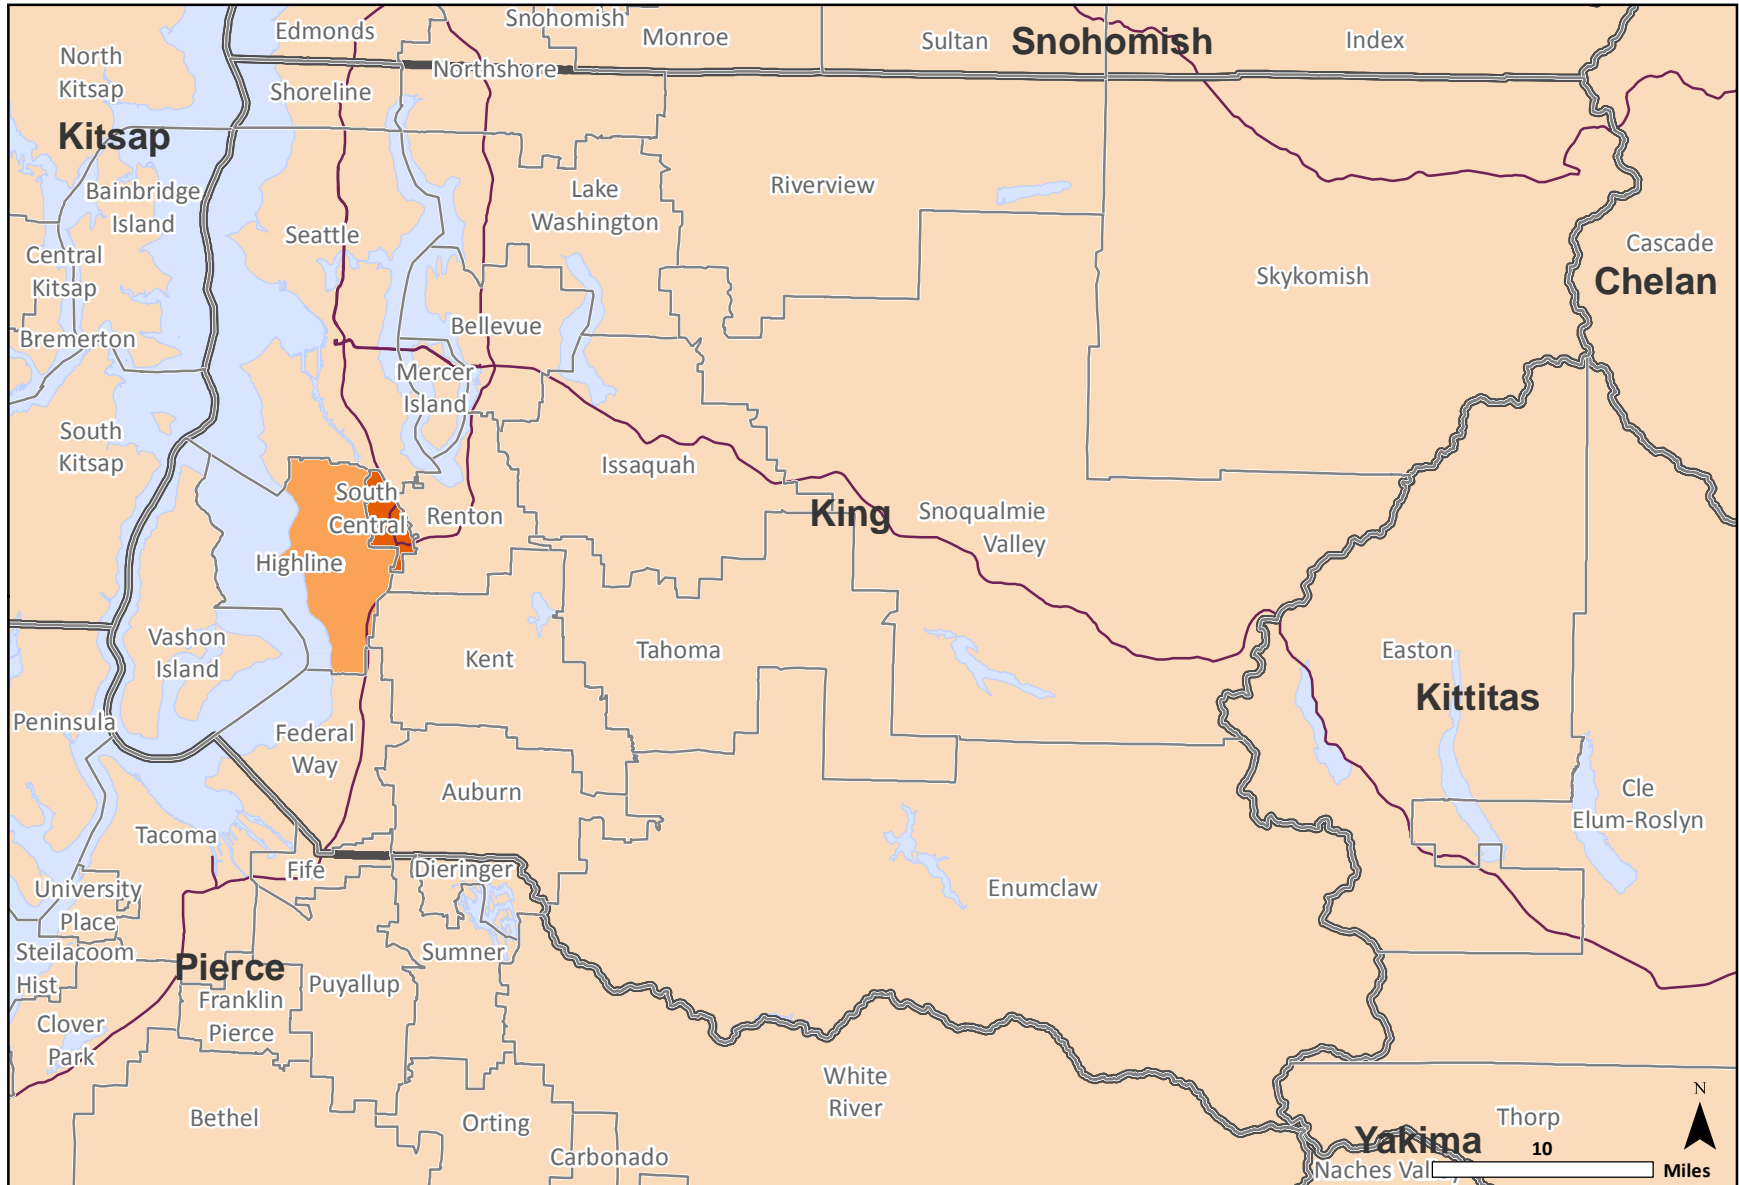 Edmonds
Snohomish
Monroe
Sultan
Snohomish
Index
North
Kitsap
Northshore
Shoreline
Kitsap
Bainbridge
Island
Lake
Washington
Riverview
Seattle
Central
Kitsap
Cascade
Chelan
Skykomish
Bremerton
Bellevue
Mercer
Island
South
Kitsap
Issaquah
South
Central
Renton
King
Snoqualmie
Valley
Highline
Vashon
Island
Kent
Tahoma
Easton
Kittitas
Peninsula
Federal
Way
Auburn
Cle
Elum-Roslyn
Tacoma
Fife
Dieringer
Enumclaw
University
Place
Steilacoom
Hist.
Sumner
Pierce
Puyallup
Franklin
Pierce
Clover
Park
White
River
Bethel
Orting
Carbonado
Thorp
Yakima
Naches Valley
N
10
Miles